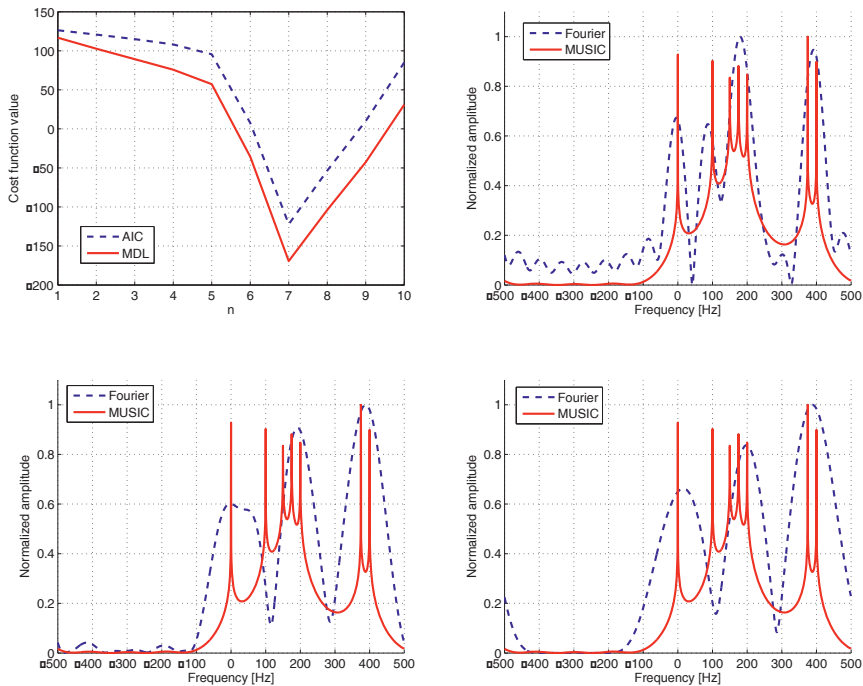 150
100
50
0
□50
□100
□150
□200
Cost function value
AIC
MDL
1 2 3 4 5 6 7 8 9 10
n
1
0.8
0.6
0.4
0.2
0
Normalized amplitude
Fourier
MUSIC
□500 □400 □300 □200 □100 0 100 200 300 400 500
Frequency [Hz]
1
0.8
0.6
0.4
0.2
0
Normalized amplitude
Fourier
MUSIC
□500 □400 □300 □200 □100 0 100 200 300 400 500
Frequency [Hz]
1
0.8
0.6
0.4
0.2
0
Normalized amplitude
Fourier
MUSIC
□500 □400 □300 □200 □100 0 100 200 300 400 500
Frequency [Hz]